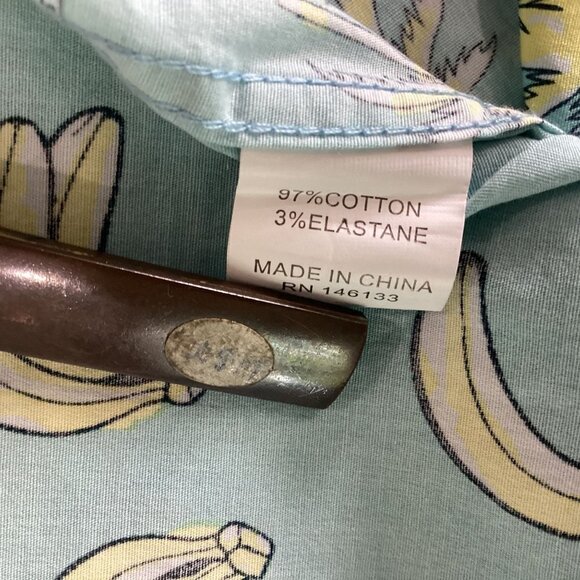 97%COTTON
3%ELASTANE
MADE IN CHINA
RN 146133